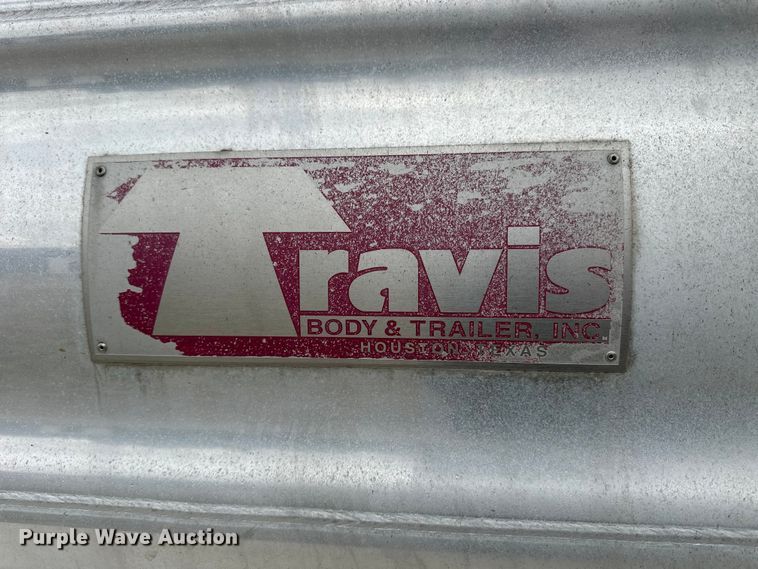 Travis
BODY & TRAILER, INC.
HOUSTON, TEXAS
Purple Wave Auction